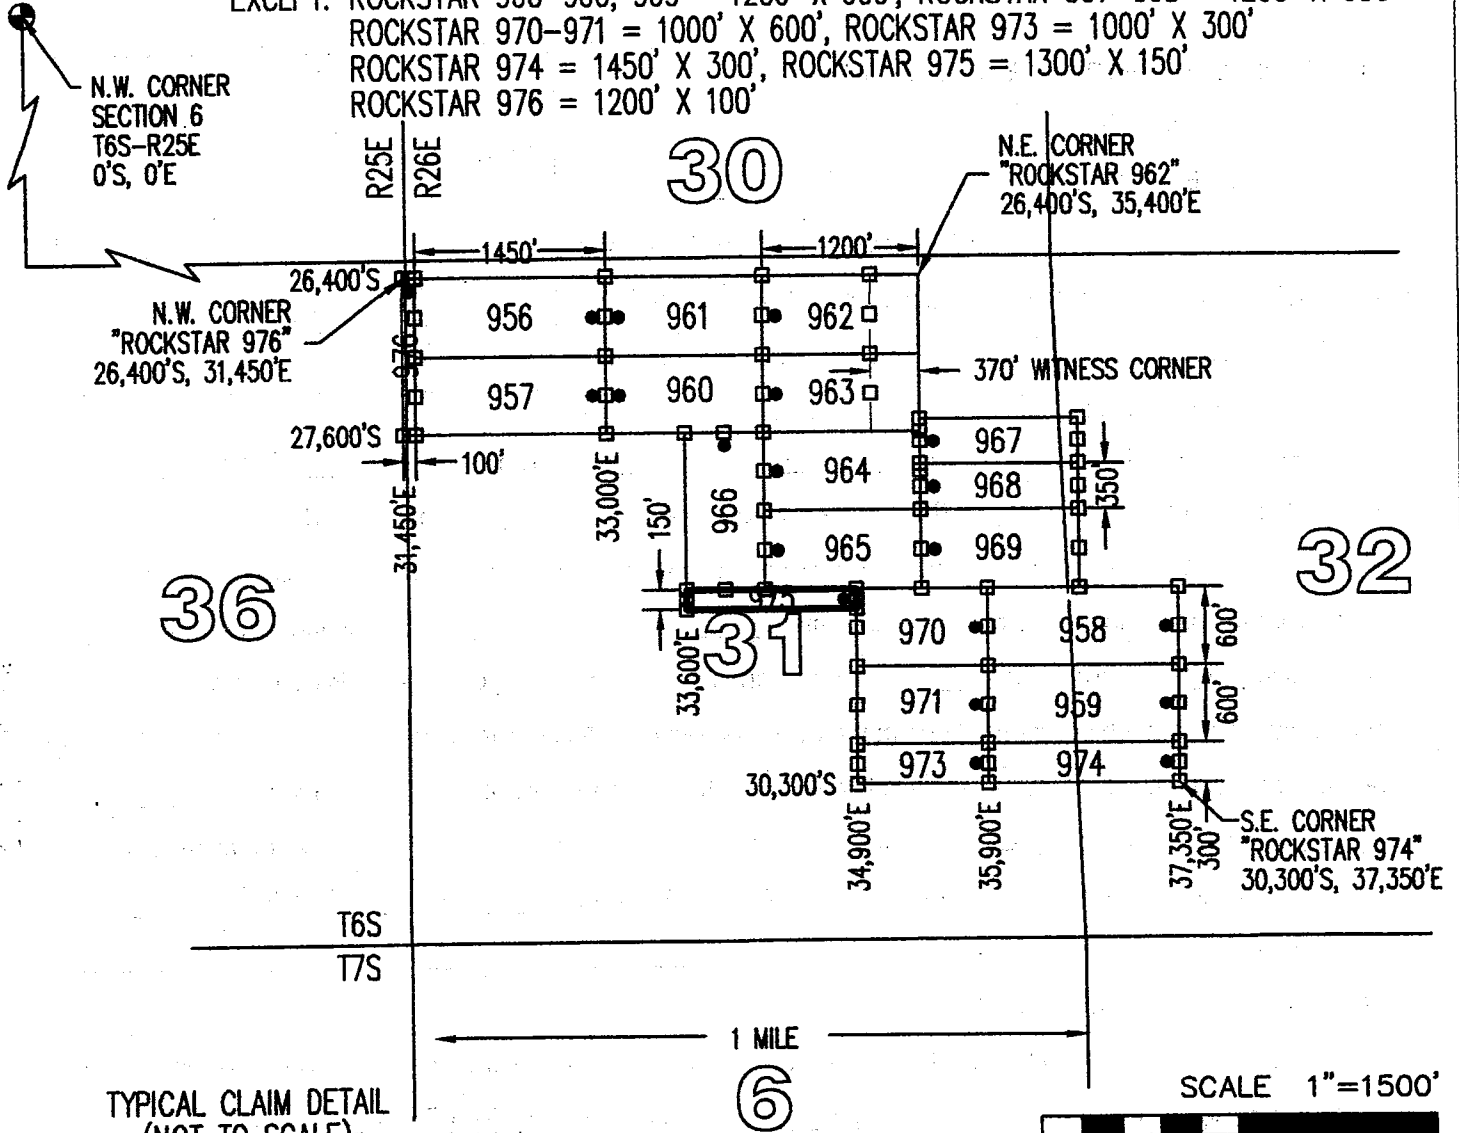 ROCKSTAR 970-971 = 1000' X 600', ROCKSTAR 973 = 1000' X 300'
ROCKSTAR 974 = 1450' X 300', ROCKSTAR 975 = 1300' X 150'
ROCKSTAR 976 = 1200' X 100'
N.W. CORNER
SECTION 6
T6S-R25E
0'S, 0'E
R25E
R26E
30
N.E. CORNER
"ROCKSTAR 962"
26,400'S, 35,400'E
1450'
1200'
26,400'S
N.W. CORNER
"ROCKSTAR 976"
26,400'S, 31,450'E
976
956
961
962
957
960
963
370' WITNESS CORNER
27,600'S
100'
31,450'E
33,000'E
966
150'
964
967
968
350'
965
969
36
32
975
31
33,600'E
970
958
600'
971
959
600'
973
974
30,300'S
34,900'E
35,900'E
37,350'E
300'
S.E. CORNER
"ROCKSTAR 974"
30,300'S, 37,350'E
T6S
T7S
1 MILE
6
TYPICAL CLAIM DETAIL
(NOT TO SCALE)
SCALE 1"=1500'